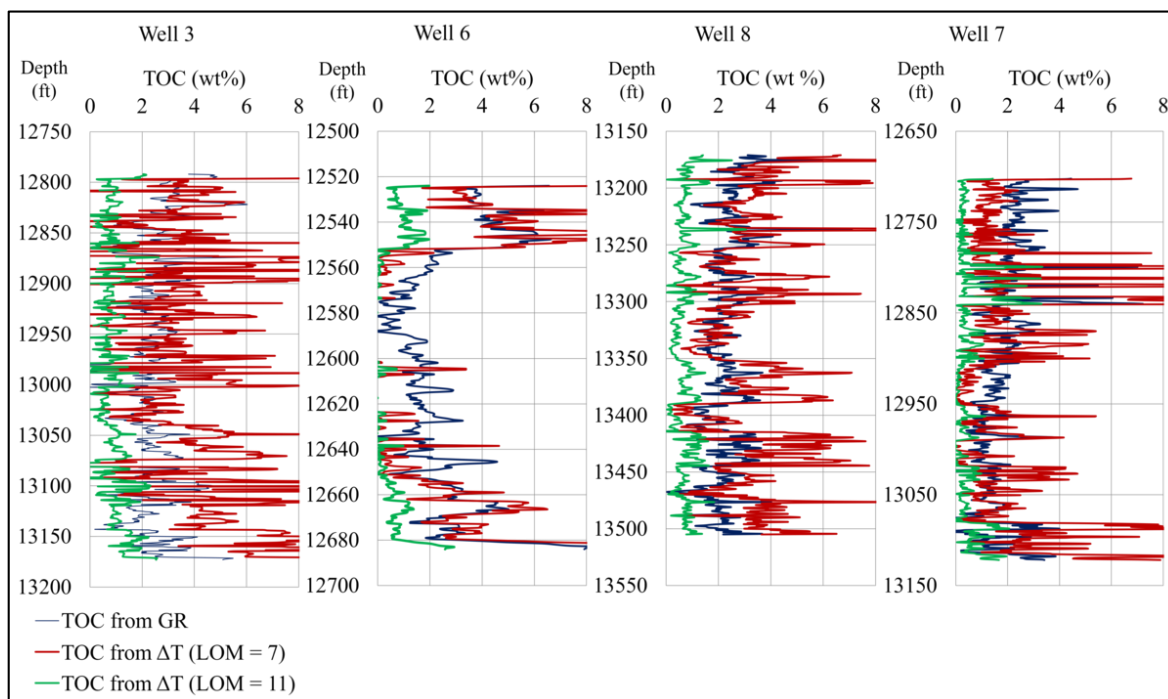 Well 3 Well 6 Well 8 Well 7
Depth (ft) TOC (wt%) Depth (ft) TOC (wt%) Depth (ft) TOC (wt %) Depth (ft) TOC (wt%)
0 2 4 6 8 0 2 4 6 8 0 2 4 6 8 0 2 4 6 8
12750 12500 13150 12650
12800 12520 13200
12850 12540 13250 12750
12900 12560 13300
12950 12580 13350 12850
13000 12600 13400
13050 12620 13450 12950
13100 12640 13500
13150 12660 13550 13050
13200 12680 13150
12700
TOC from GR
TOC from ΔT (LOM = 7)
TOC from ΔT (LOM = 11)